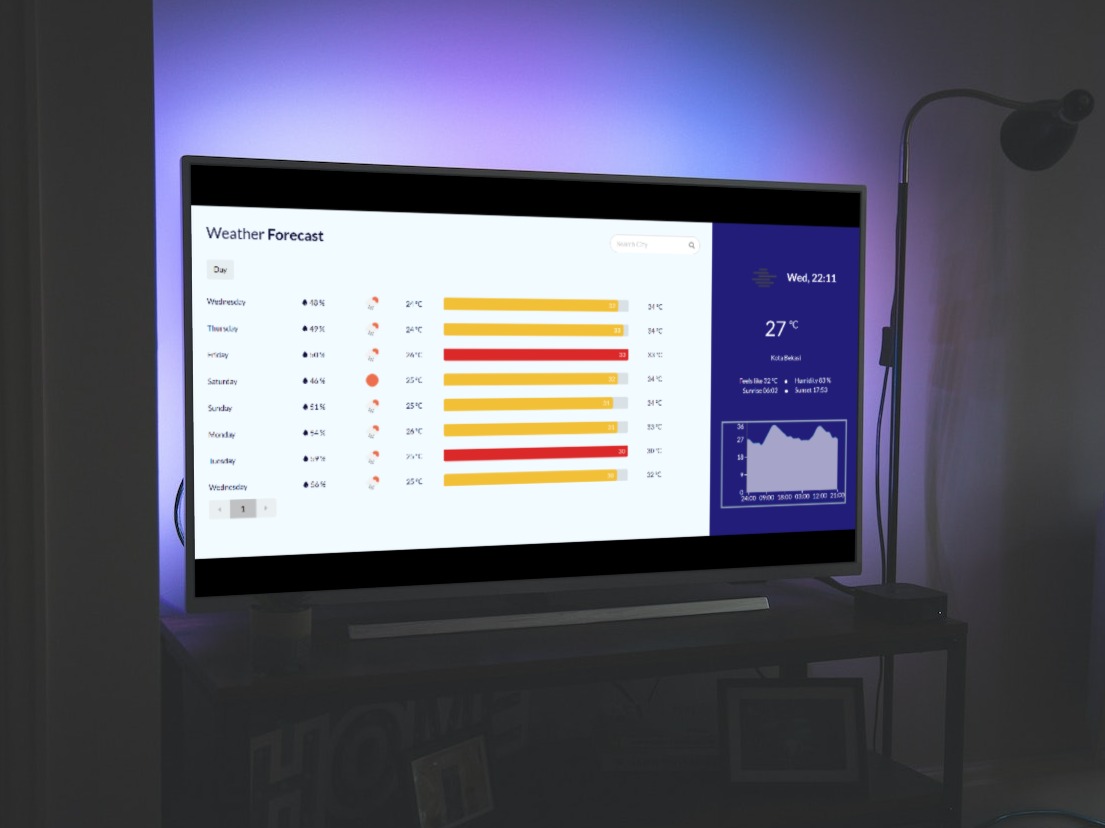 Weather Forecast
Search City
Day
Wednesday 48% 24°C 34°C
Thursday 49% 24°C 33 34°C
Friday 50% 26°C 33 33°C
Saturday 46% 25°C 32 34°C
Sunday 51% 25°C 31 34°C
Monday 54% 26°C 31 33°C
Tuesday 59% 25°C 30 30°C
Wednesday 56% 25°C 32°C
1
Wed, 22:11
27°C
Kota Bekasi
Feels like 32°C Humidity 83%
Sunrise 06:02 Sunset 17:53
36
27
18
9
0
24:00 09:00 18:00 03:00 12:00 21:00
HOME